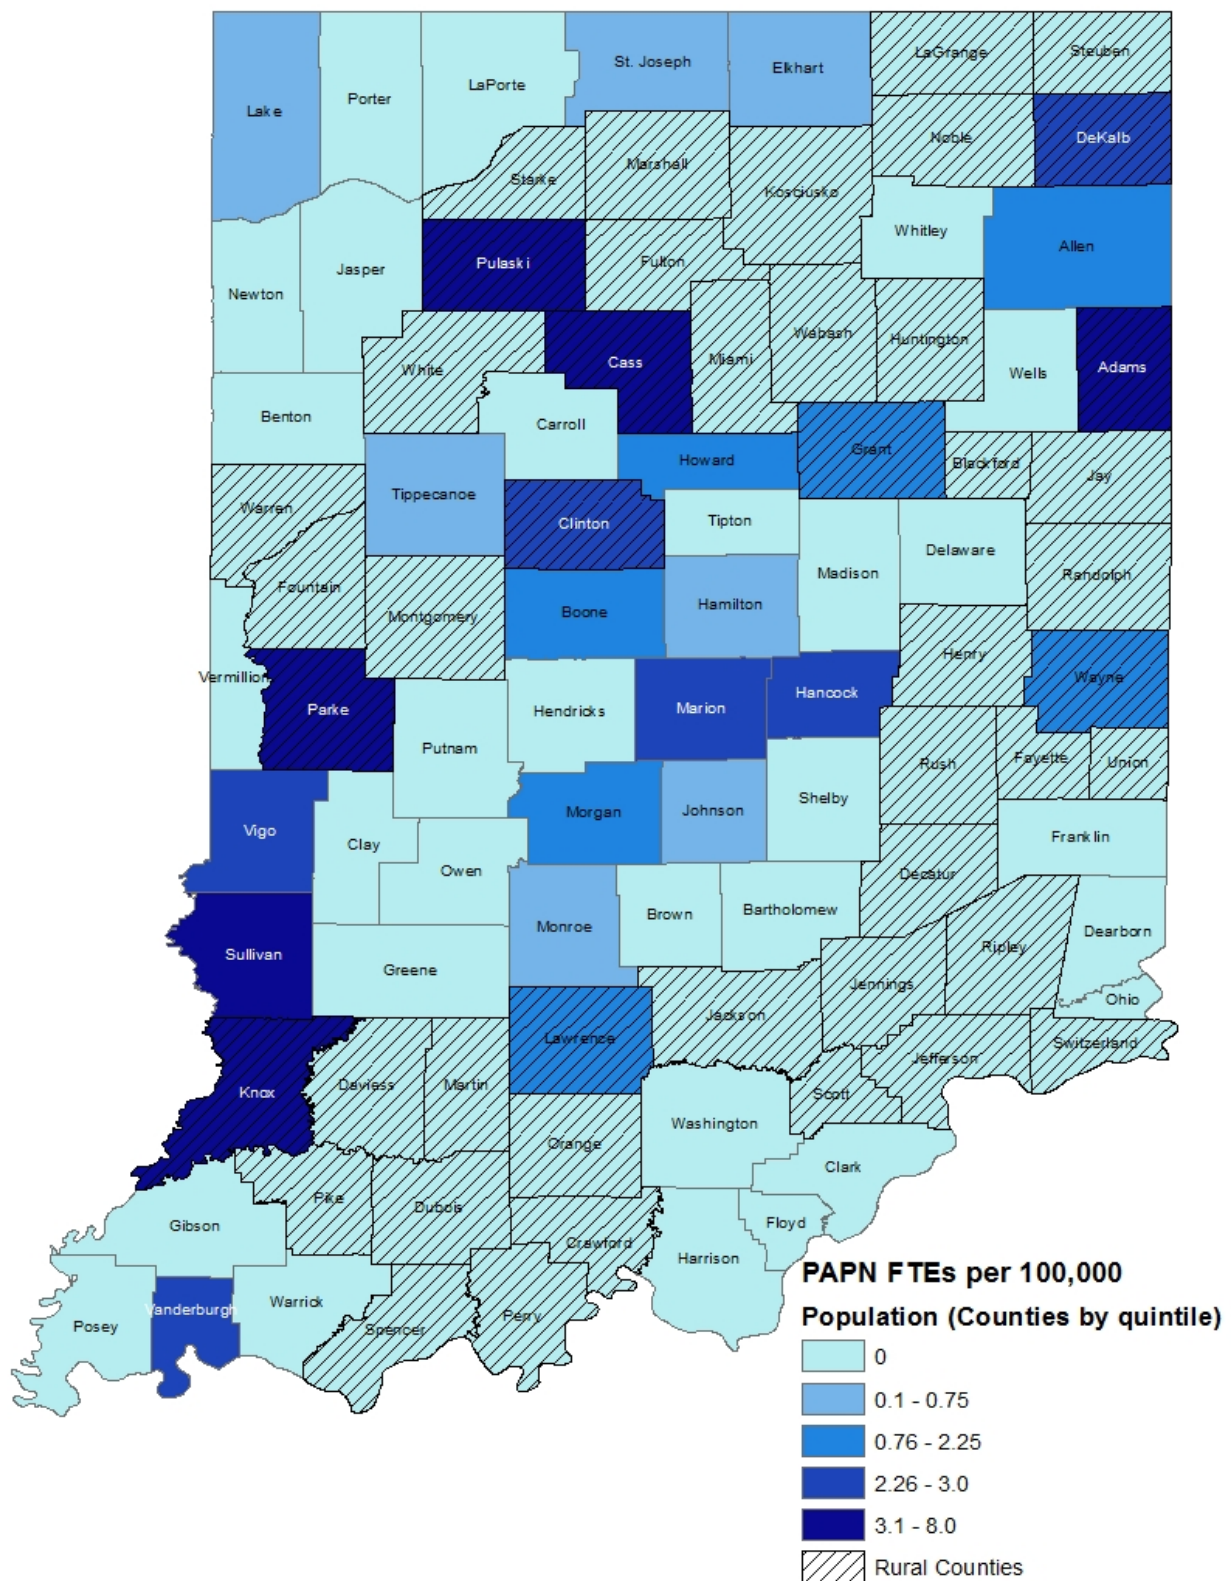 LaGrange
Steuben
St. Joseph
Elkhart
LaPorte
Porter
Lake
DeKalb
Noble
Marshall
Starke
Kosciusko
Whitley
Allen
Pulaski
Fulton
Jasper
Newton
Wabash
Huntington
Miami
Cass
White
Adams
Wells
Benton
Carroll
Grant
Howard
Blackford
Jay
Tippecanoe
Warren
Clinton
Tipton
Delaware
Madison
Randolph
Fountain
Hamilton
Boone
Montgomery
Henry
Wayne
Vermillion
Hancock
Marion
Parke
Hendricks
Putnam
Fayette
Union
Rush
Shelby
Johnson
Morgan
Vigo
Clay
Franklin
Owen
Decatur
Bartholomew
Brown
Monroe
Dearborn
Ripley
Sullivan
Greene
Jennings
Ohio
Jackson
Lawrence
Switzerland
Jefferson
Knox
Daviess
Martin
Scott
Washington
Orange
Clark
Pike
Dubois
Gibson
Floyd
Crawford
Harrison
Warrick
Vanderburgh
Posey
Perry
Spencer
PAPN FTEs per 100,000
Population (Counties by quintile)
0
0.1 - 0.75
0.76 - 2.25
2.26 - 3.0
3.1 - 8.0
Rural Counties